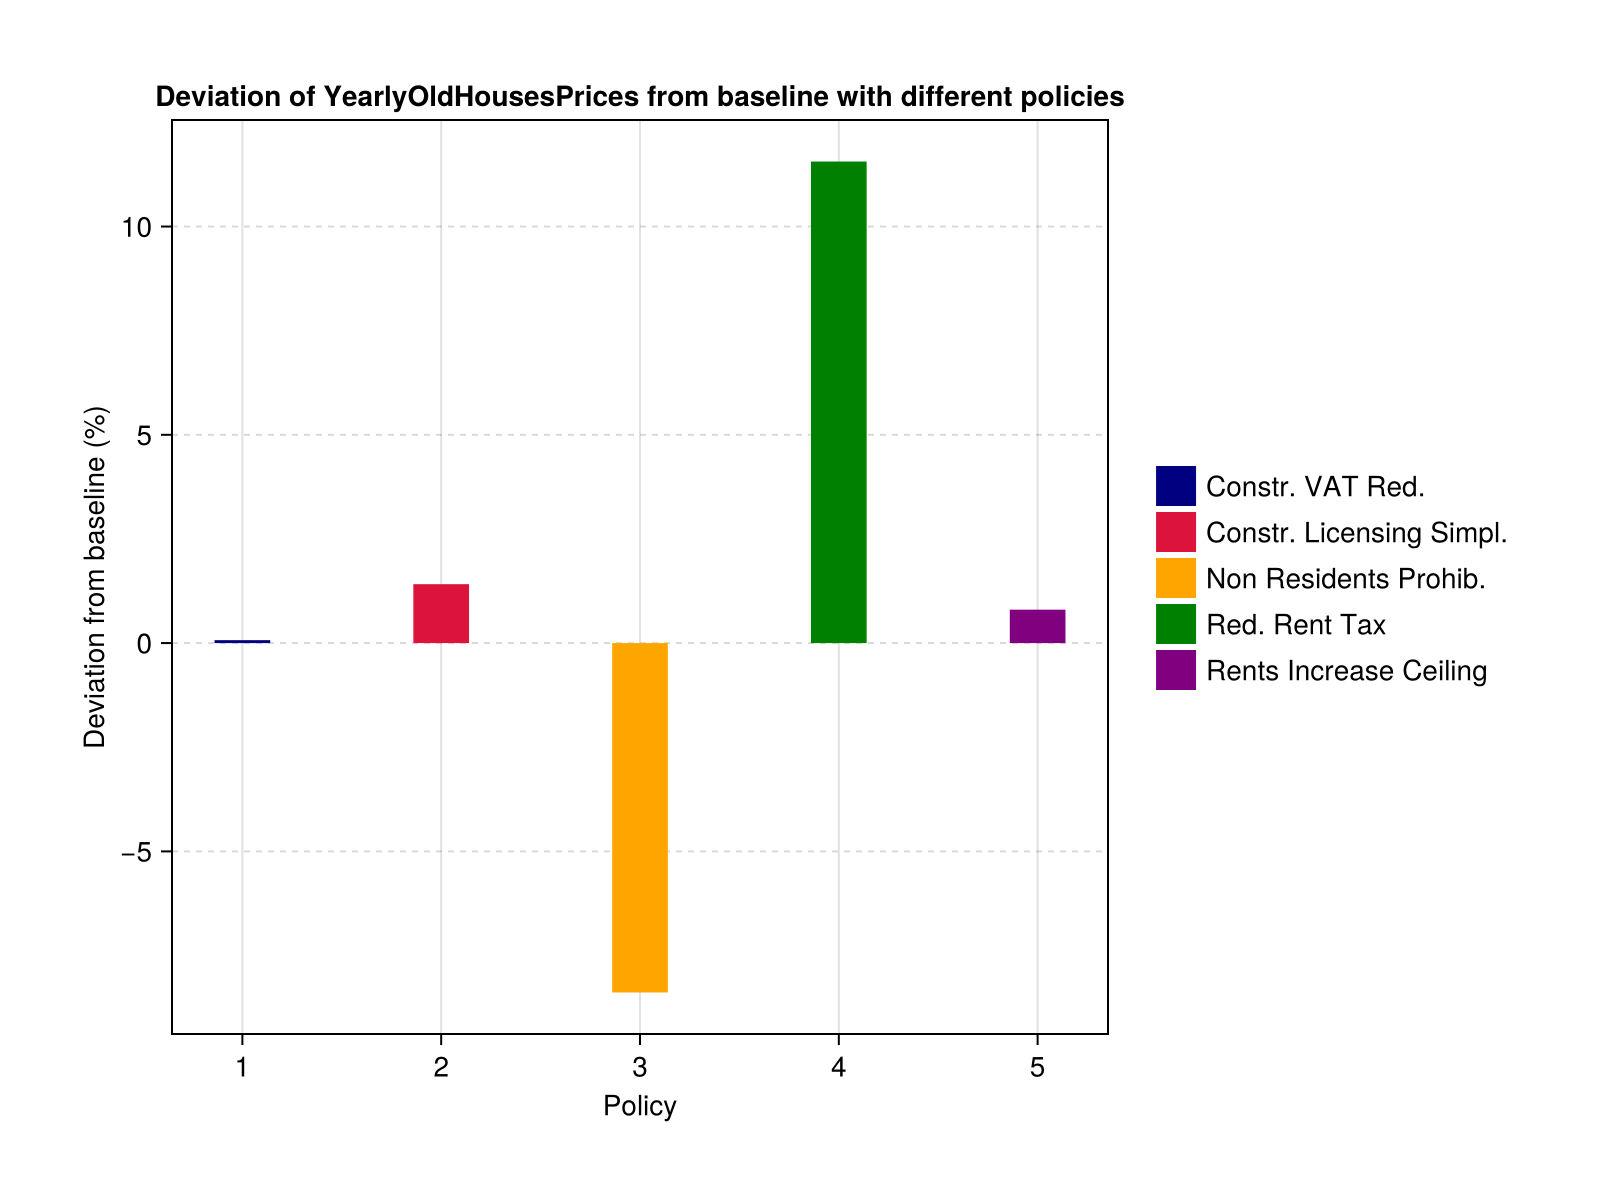 Deviation of YearlyOldHousesPrices from baseline with different policies
Deviation from baseline (%)
10
5
0
−5
1 2 3 4 5
Policy
Constr. VAT Red.
Constr. Licensing Simpl.
Non Residents Prohib.
Red. Rent Tax
Rents Increase Ceiling